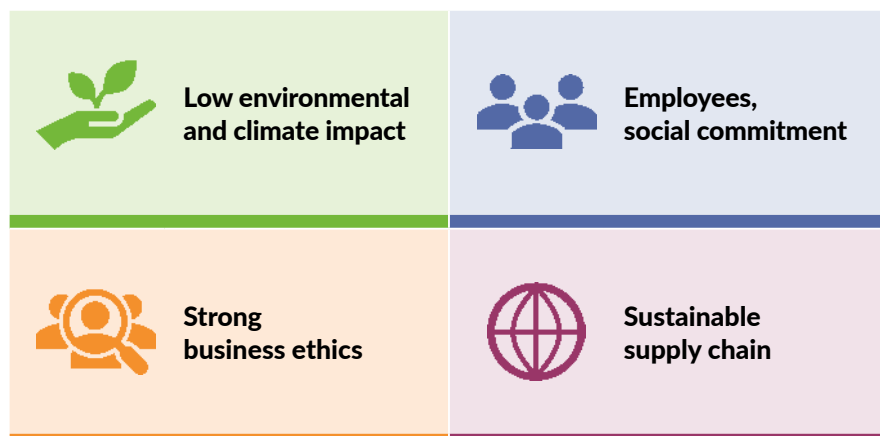 Low environmental
and climate impact
Employees,
social commitment
Strong
business ethics
Sustainable
supply chain